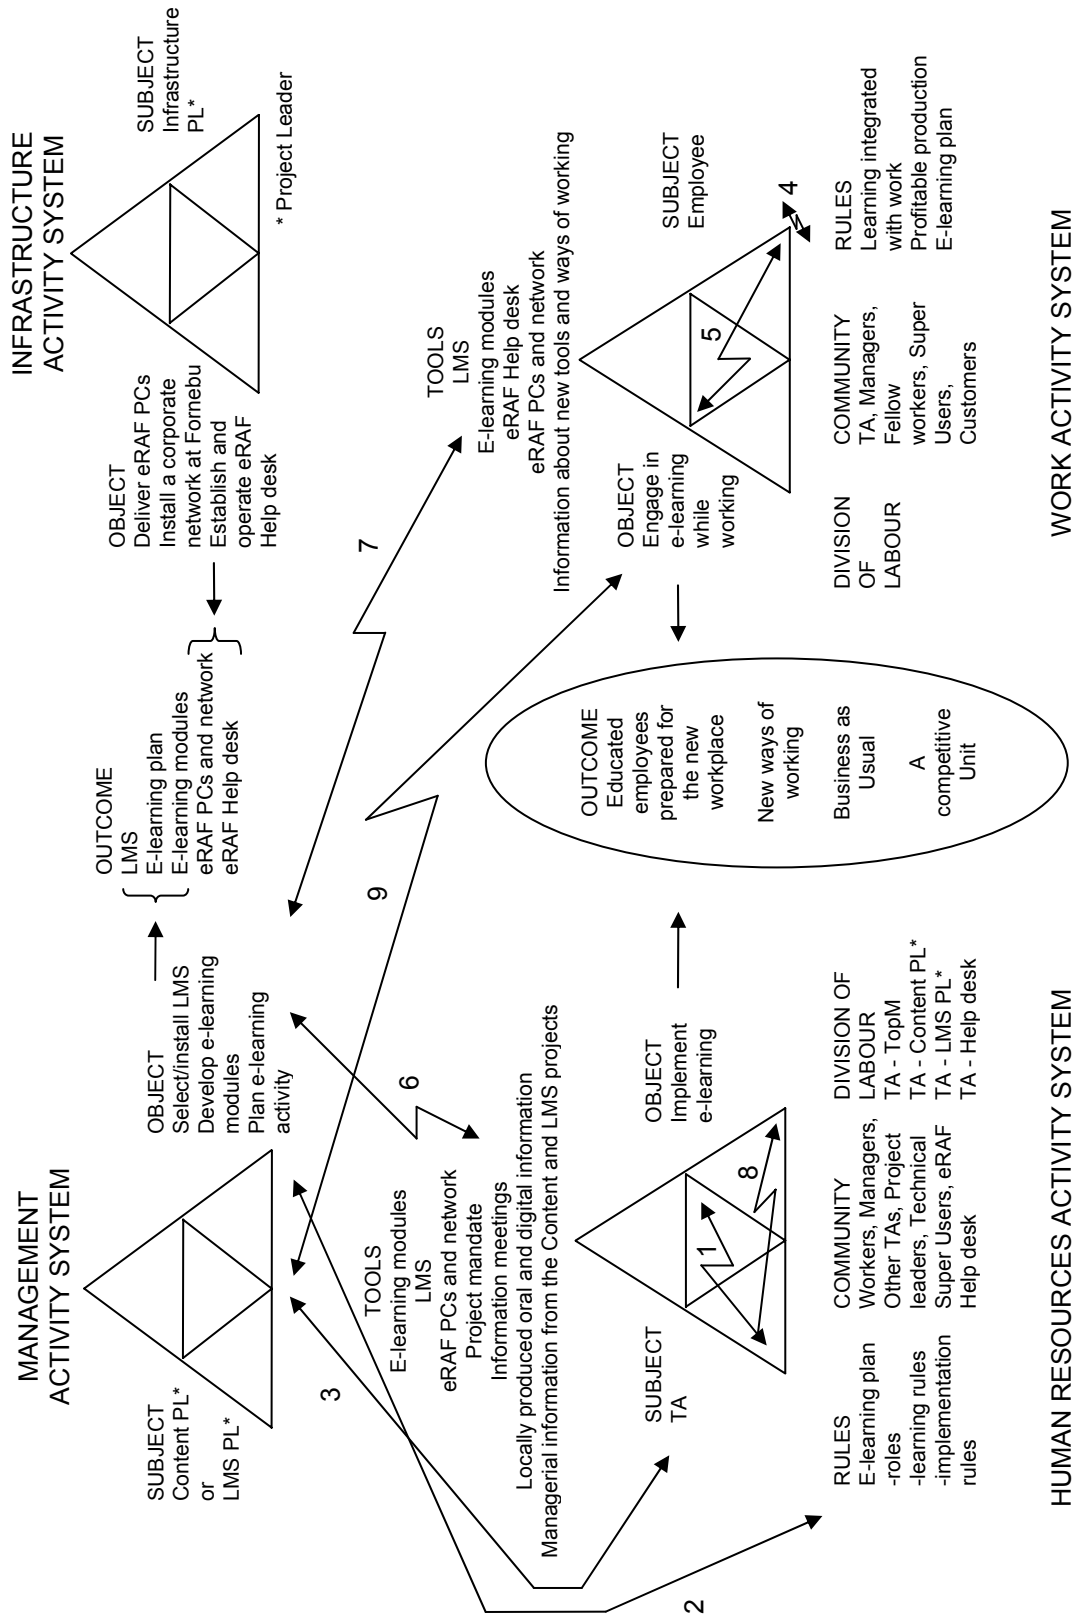 MANAGEMENT
ACTIVITY SYSTEM
SUBJECT
Content PL*
or
LMS PL*
OBJECT
Select/install LMS
Develop e-learning
modules
Plan e-learning
activity
OUTCOME
LMS
E-learning plan
E-learning modules
eRAF PCs and network
eRAF Help desk
INFRASTRUCTURE
ACTIVITY SYSTEM
OBJECT
Deliver eRAF PCs
Install a corporate
network at Fornebu
Establish and
operate eRAF
Help desk
SUBJECT
Infrastructure
PL*
* Project Leader
3
2
6
9
7
TOOLS
E-learning modules
LMS
eRAF PCs and network
Project mandate
Information meetings
Locally produced oral and digital information
Managerial information from the Content and LMS projects
SUBJECT
TA
1
8
OBJECT
Implement
e-learning
RULES
E-learning plan
-roles
-learning rules
-implementation
rules
COMMUNITY
Workers, Managers,
Other TAs, Project
leaders, Technical
Super Users, eRAF
Help desk
DIVISION OF
LABOUR
TA - TopM
TA - Content PL*
TA - LMS PL*
TA - Help desk
HUMAN RESOURCES ACTIVITY SYSTEM
OUTCOME
Educated
employees
prepared for
the new
workplace
New ways of
working
Business as
Usual
A
competitive
Unit
TOOLS
LMS
E-learning modules
eRAF Help desk
eRAF PCs and network
Information about new tools and ways of working
OBJECT
Engage in
e-learning
while
working
5
SUBJECT
Employee
4
DIVISION
OF
LABOUR
COMMUNITY
TA, Managers,
Fellow
workers, Super
Users,
Customers
RULES
Learning integrated
with work
Profitable production
E-learning plan
WORK ACTIVITY SYSTEM